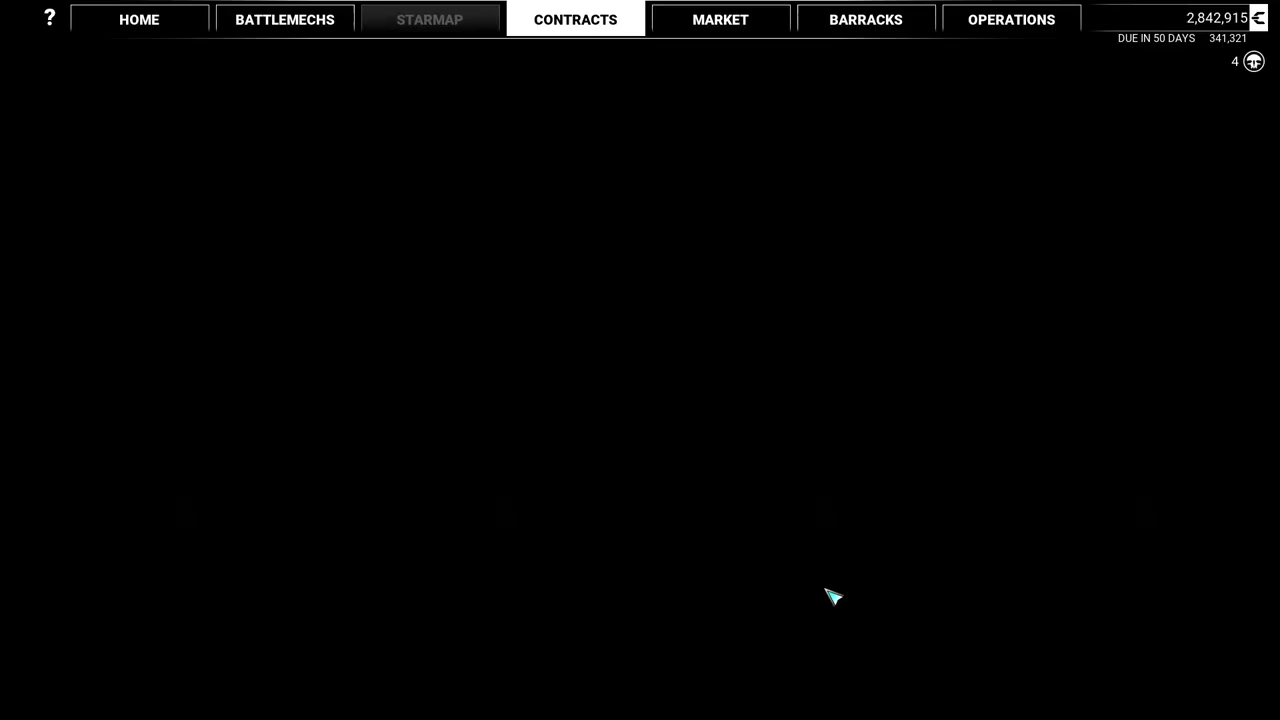 ?
HOME
BATTLEMECHS
STARMAP
CONTRACTS
MARKET
BARRACKS
OPERATIONS
2,842,915
DUE IN 50 DAYS 341,321
4